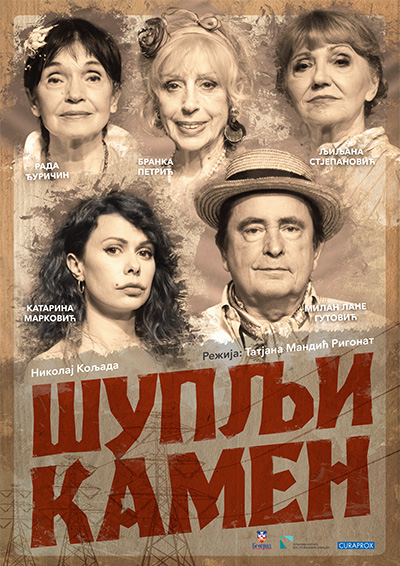 РАДА
ЂУРИЧИН
БРАНКА
ПЕТРИЋ
ЉИЉАНА
СТЈЕПАНОВИЋ
КАТАРИНА
МАРКОВИЋ
МИЛАН ЛАНЕ
ГУТОВИЋ
Николај Кољада
Режија: Татјана Мандић Ригонат
ШУПЉИ
КАМЕН
Београд
CURAPROX